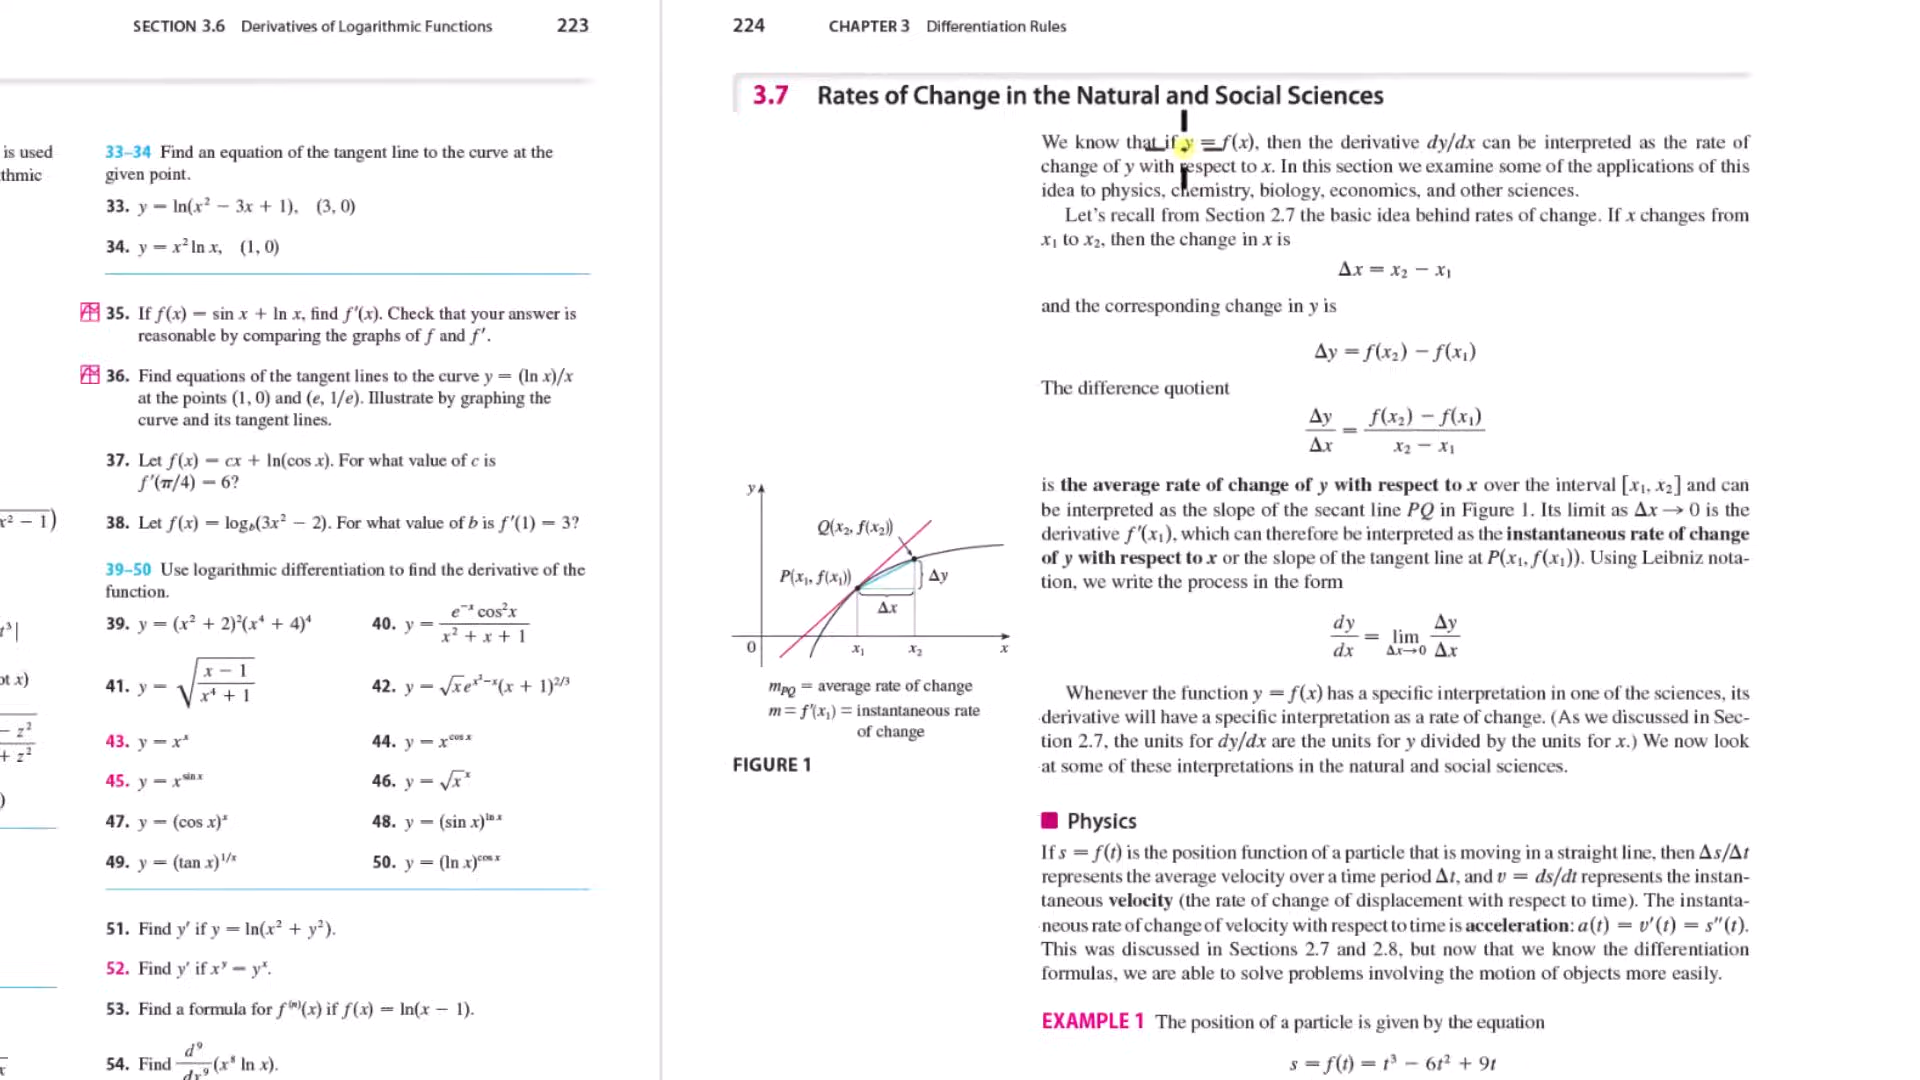 SECTION 3.6 Derivatives of Logarithmic Functions 223
is used
thmic
x² − 1)
t³|
ot x)
− z²
+ z²
)
33–34 Find an equation of the tangent line to the curve at the
given point.
33. y = ln(x² − 3x + 1), (3, 0)
34. y = x² ln x, (1, 0)
35. If f(x) = sin x + ln x, find f′(x). Check that your answer is
reasonable by comparing the graphs of f and f′.
36. Find equations of the tangent lines to the curve y = (ln x)/x
at the points (1, 0) and (e, 1/e). Illustrate by graphing the
curve and its tangent lines.
37. Let f(x) = cx + ln(cos x). For what value of c is
f′(π/4) = 6?
38. Let f(x) = log_b(3x² − 2). For what value of b is f′(1) = 3?
39–50 Use logarithmic differentiation to find the derivative of the
function.
39. y = (x² + 2)²(x⁴ + 4)⁴ 40. y = (e^(−x) cos²x)/(x² + x + 1)
41. y = √((x − 1)/(x⁴ + 1)) 42. y = √x e^(x²−x)(x + 1)^(2/3)
43. y = x^x 44. y = x^(cos x)
45. y = x^(sin x) 46. y = √x^x
47. y = (cos x)^x 48. y = (sin x)^(ln x)
49. y = (tan x)^(1/x) 50. y = (ln x)^(cos x)
51. Find y′ if y = ln(x² + y²).
52. Find y′ if x^y = y^x.
53. Find a formula for f^(n)(x) if f(x) = ln(x − 1).
54. Find d⁹/dx⁹ (x⁸ ln x).
224 CHAPTER 3 Differentiation Rules
3.7 Rates of Change in the Natural and Social Sciences
We know that if y = f(x), then the derivative dy/dx can be interpreted as the rate of
change of y with respect to x. In this section we examine some of the applications of this
idea to physics, chemistry, biology, economics, and other sciences.
Let's recall from Section 2.7 the basic idea behind rates of change. If x changes from
x₁ to x₂, then the change in x is
Δx = x₂ − x₁
and the corresponding change in y is
Δy = f(x₂) − f(x₁)
The difference quotient
Δy/Δx = (f(x₂) − f(x₁))/(x₂ − x₁)
is the average rate of change of y with respect to x over the interval [x₁, x₂] and can
be interpreted as the slope of the secant line PQ in Figure 1. Its limit as Δx → 0 is the
derivative f′(x₁), which can therefore be interpreted as the instantaneous rate of change
of y with respect to x or the slope of the tangent line at P(x₁, f(x₁)). Using Leibniz nota-
tion, we write the process in the form
dy/dx = lim Δx→0 Δy/Δx
Whenever the function y = f(x) has a specific interpretation in one of the sciences, its
derivative will have a specific interpretation as a rate of change. (As we discussed in Sec-
tion 2.7, the units for dy/dx are the units for y divided by the units for x.) We now look
at some of these interpretations in the natural and social sciences.
y
Q(x₂, f(x₂))
P(x₁, f(x₁))
Δy
Δx
0 x₁ x₂ x
m_PQ = average rate of change
m = f′(x₁) = instantaneous rate
of change
FIGURE 1
Physics
If s = f(t) is the position function of a particle that is moving in a straight line, then Δs/Δt
represents the average velocity over a time period Δt, and v = ds/dt represents the instan-
taneous velocity (the rate of change of displacement with respect to time). The instanta-
neous rate of change of velocity with respect to time is acceleration: a(t) = v′(t) = s″(t).
This was discussed in Sections 2.7 and 2.8, but now that we know the differentiation
formulas, we are able to solve problems involving the motion of objects more easily.
EXAMPLE 1 The position of a particle is given by the equation
s = f(t) = t³ − 6t² + 9t